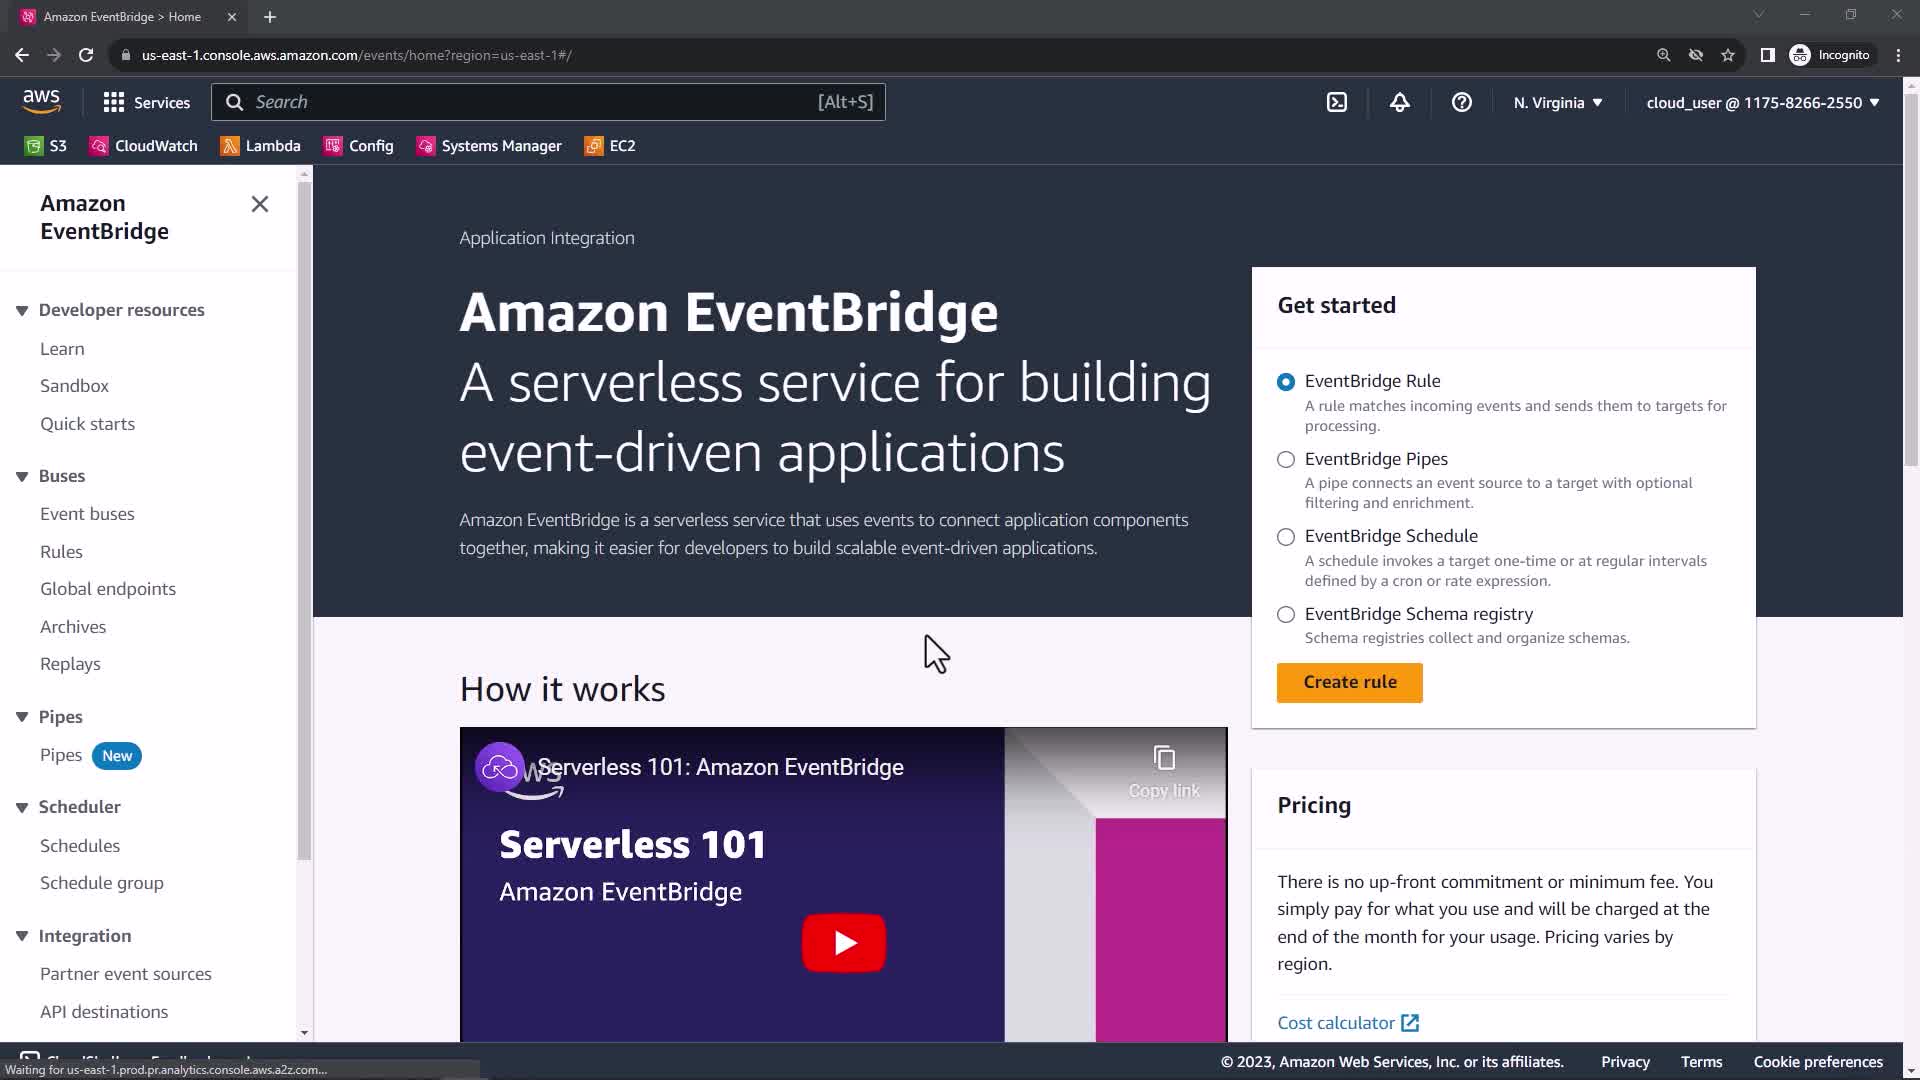 Amazon EventBridge > Home
us-east-1.console.aws.amazon.com/events/home?region=us-east-1#/
Incognito
aws
Services
Search
[Alt+S]
N. Virginia
cloud_user @ 1175-8266-2550
S3
CloudWatch
Lambda
Config
Systems Manager
EC2
Amazon
EventBridge
Developer resources
Learn
Sandbox
Quick starts
Buses
Event buses
Rules
Global endpoints
Archives
Replays
Pipes
Pipes New
Scheduler
Schedules
Schedule group
Integration
Partner event sources
API destinations
Application Integration
Amazon EventBridge
A serverless service for building
event-driven applications
Amazon EventBridge is a serverless service that uses events to connect application components
together, making it easier for developers to build scalable event-driven applications.
Get started
EventBridge Rule
A rule matches incoming events and sends them to targets for
processing.
EventBridge Pipes
A pipe connects an event source to a target with optional
filtering and enrichment.
EventBridge Schedule
A schedule invokes a target one-time or at regular intervals
defined by a cron or rate expression.
EventBridge Schema registry
Schema registries collect and organize schemas.
Create rule
How it works
Serverless 101: Amazon EventBridge
Copy link
Serverless 101
Amazon EventBridge
Pricing
There is no up-front commitment or minimum fee. You
simply pay for what you use and will be charged at the
end of the month for your usage. Pricing varies by
region.
Cost calculator
Waiting for us-east-1.prod.pr.analytics.console.aws.a2z.com...
© 2023, Amazon Web Services, Inc. or its affiliates.
Privacy
Terms
Cookie preferences